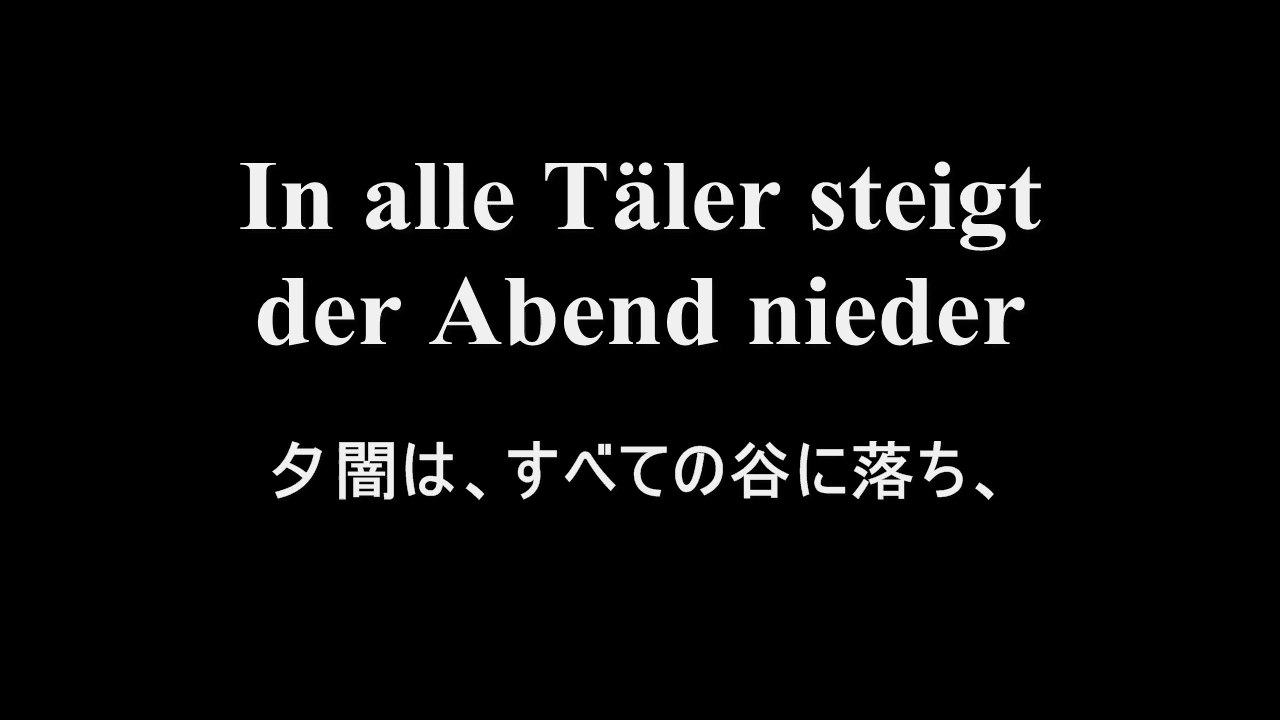 In alle Täler steigt
der Abend nieder
夕闇は、すべての谷に落ち、